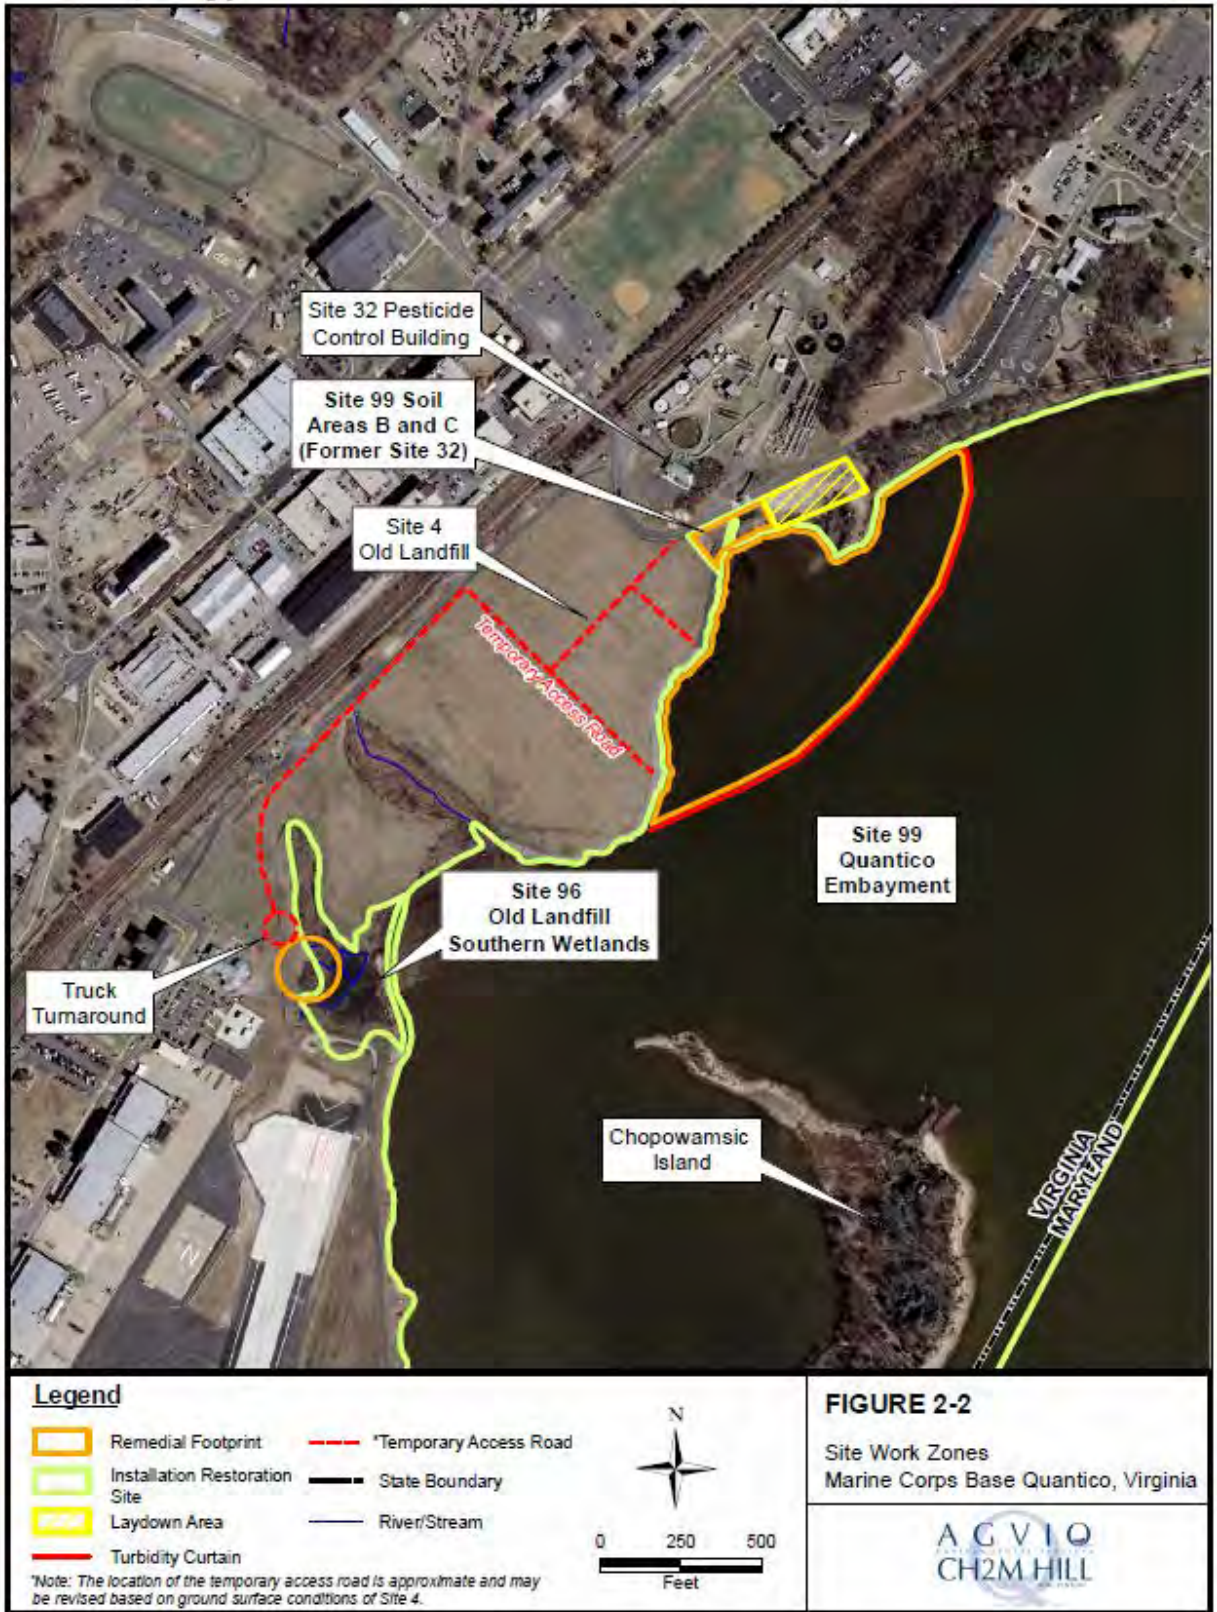 Site 32 Pesticide
Control Building
Site 99 Soil
Areas B and C
(Former Site 32)
Site 4
Old Landfill
Temporary Access Road
Site 99
Quantico
Embayment
Site 96
Old Landfill
Southern Wetlands
Truck
Turnaround
Chopowamsic
Island
VIRGINIA
MARYLAND
Legend
Remedial Footprint
Installation Restoration
Site
Laydown Area
Turbidity Curtain
*Temporary Access Road
State Boundary
River/Stream
*Note: The location of the temporary access road is approximate and may
be revised based on ground surface conditions of Site 4.
N
0 250 500
Feet
FIGURE 2-2
Site Work Zones
Marine Corps Base Quantico, Virginia
AGVIQ
CH2M HILL